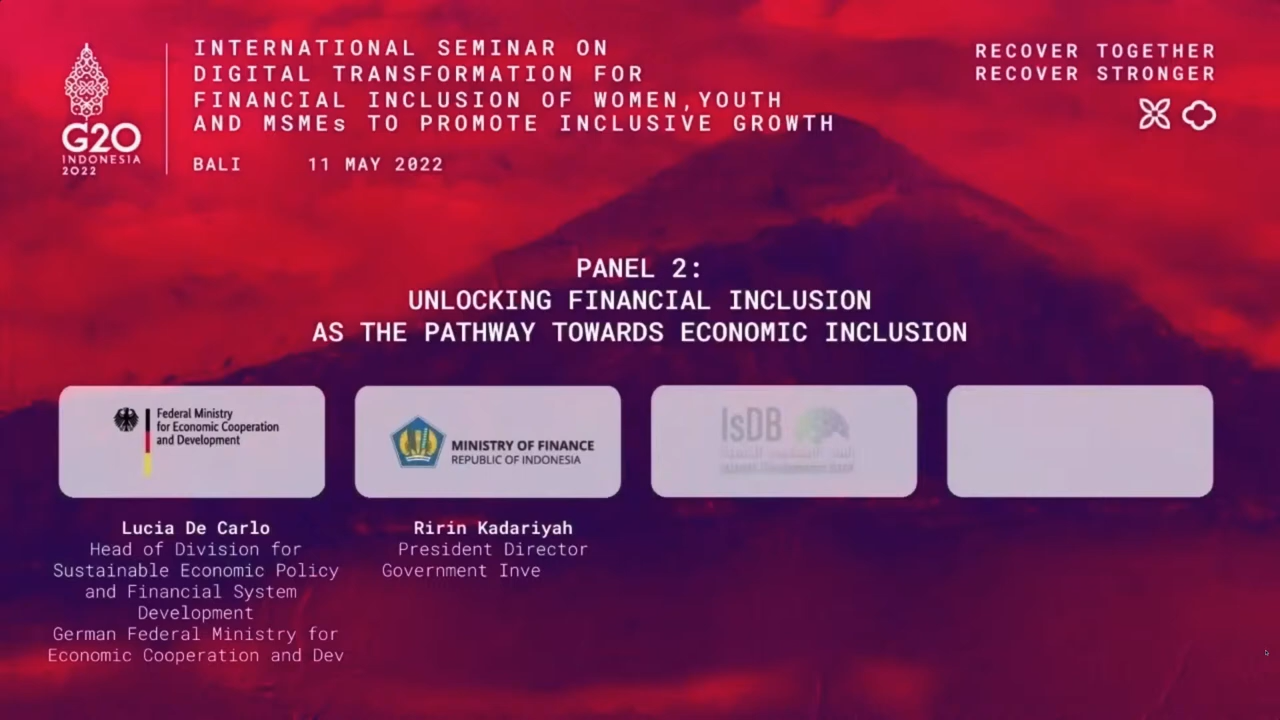 G20
INDONESIA
2022
INTERNATIONAL SEMINAR ON
DIGITAL TRANSFORMATION FOR
FINANCIAL INCLUSION OF WOMEN,YOUTH
AND MSMEs TO PROMOTE INCLUSIVE GROWTH
BALI 11 MAY 2022
RECOVER TOGETHER
RECOVER STRONGER
PANEL 2:
UNLOCKING FINANCIAL INCLUSION
AS THE PATHWAY TOWARDS ECONOMIC INCLUSION
Federal Ministry
for Economic Cooperation
and Development
Lucia De Carlo
Head of Division for
Sustainable Economic Policy
and Financial System
Development
German Federal Ministry for
Economic Cooperation and Dev
MINISTRY OF FINANCE
REPUBLIC OF INDONESIA
Ririn Kadariyah
President Director
Government Inve
IsDB